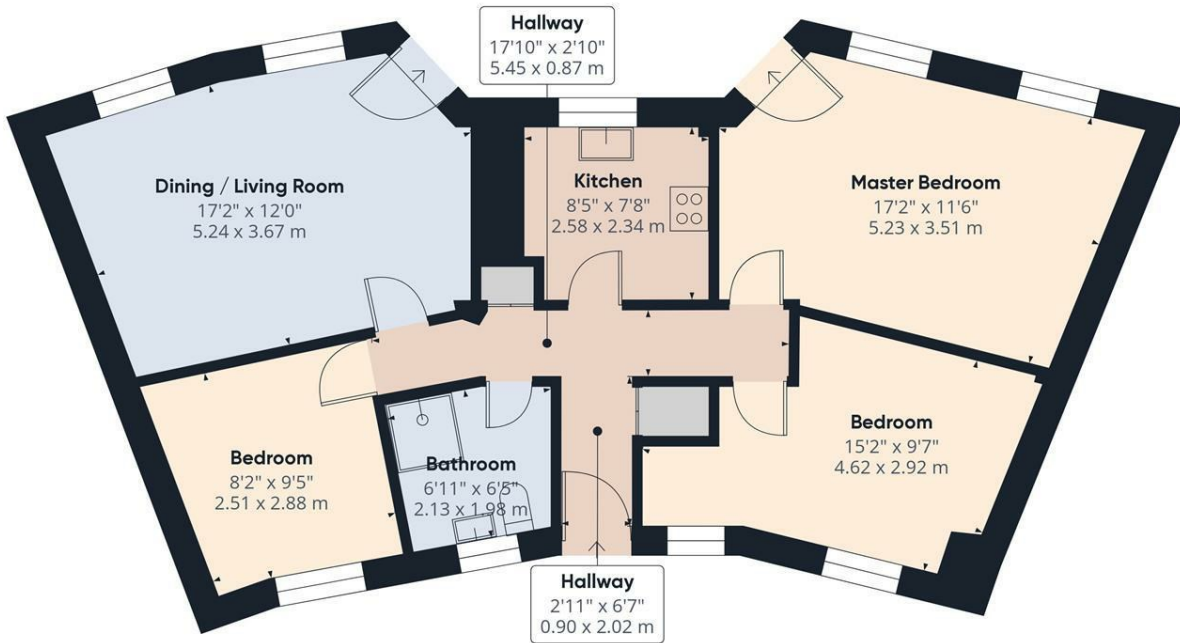 Hallway
17'10" x 2'10"
5.45 x 0.87 m
Dining / Living Room
17'2" x 12'0"
5.24 x 3.67 m
Kitchen
8'5" x 7'8"
2.58 x 2.34 m
Master Bedroom
17'2" x 11'6"
5.23 x 3.51 m
Bedroom
8'2" x 9'5"
2.51 x 2.88 m
Bathroom
6'11" x 6'5"
2.13 x 1.98 m
Bedroom
15'2" x 9'7"
4.62 x 2.92 m
Hallway
2'11" x 6'7"
0.90 x 2.02 m